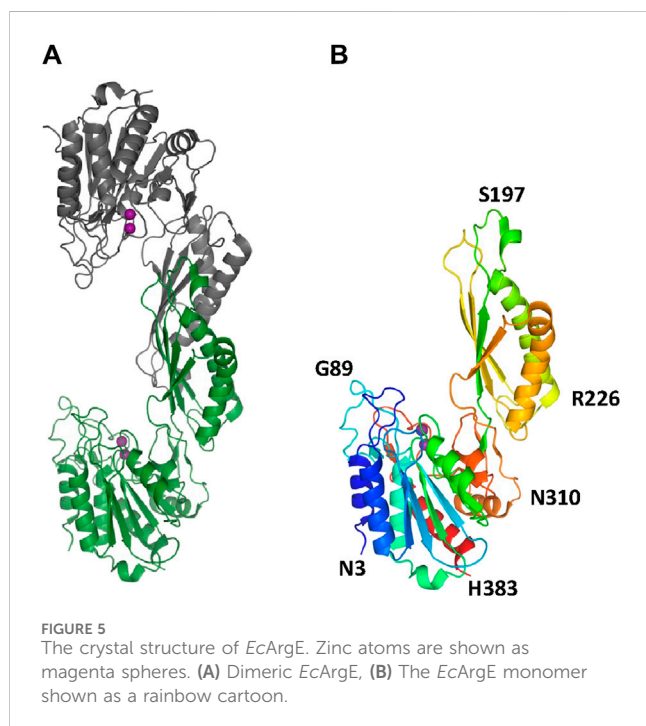 A
B
S197
G89
R226
N310
N3
H383
FIGURE 5
The crystal structure of EcArgE. Zinc atoms are shown as
magenta spheres. (A) Dimeric EcArgE, (B) The EcArgE monomer
shown as a rainbow cartoon.